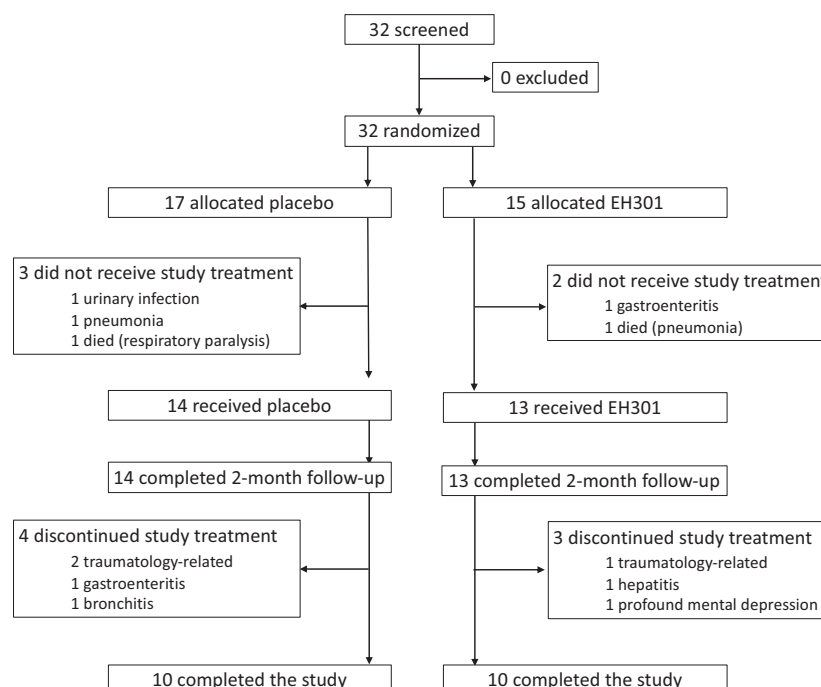 32 screened
0 excluded
32 randomized
17 allocated placebo
15 allocated EH301
3 did not receive study treatment
1 urinary infection
1 pneumonia
1 died (respiratory paralysis)
2 did not receive study treatment
1 gastroenteritis
1 died (pneumonia)
14 received placebo
13 received EH301
14 completed 2-month follow-up
13 completed 2-month follow-up
4 discontinued study treatment
2 traumatology-related
1 gastroenteritis
1 bronchitis
3 discontinued study treatment
1 traumatology-related
1 hepatitis
1 profound mental depression
10 completed the study
10 completed the study